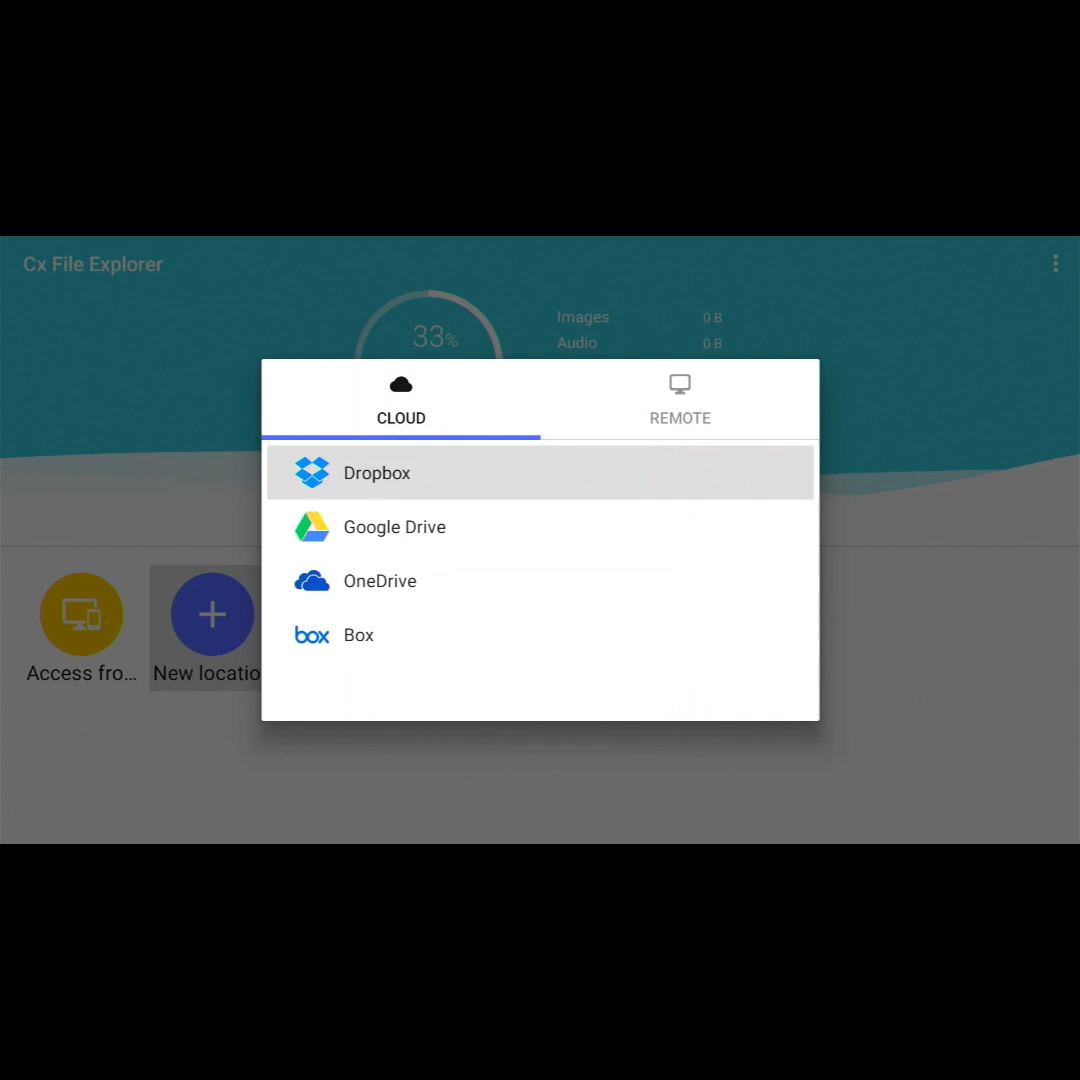 Cx File Explorer
33%
Images 0 B
Audio 0 B
CLOUD REMOTE
Dropbox
Google Drive
OneDrive
box Box
Access fro... New locatio